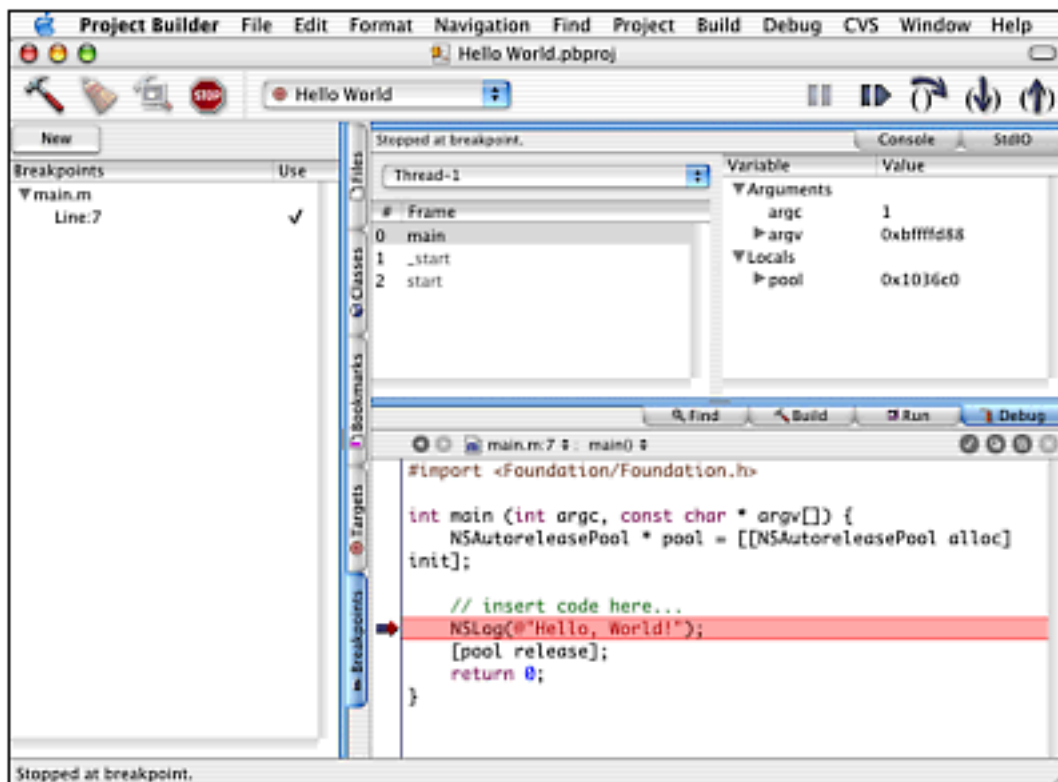 Project Builder File Edit Format Navigation Find Project Build Debug CVS Window Help
Hello World.pbproj
STOP
Hello World
New
Breakpoints Use
main.m
Line:7
Files
Classes
Bookmarks
Targets
Breakpoints
Stopped at breakpoint.
Console StdIO
Thread-1
# Frame
0 main
1 _start
2 start
Variable Value
Arguments
argc 1
argv 0xbffffd88
Locals
pool 0x1036c0
Find Build Run Debug
main.m:7 : main()
#import <Foundation/Foundation.h>
int main (int argc, const char * argv[]) {
NSAutoreleasePool * pool = [[NSAutoreleasePool alloc]
init];
// insert code here...
NSLog(@"Hello, World!");
[pool release];
return 0;
}
Stopped at breakpoint.